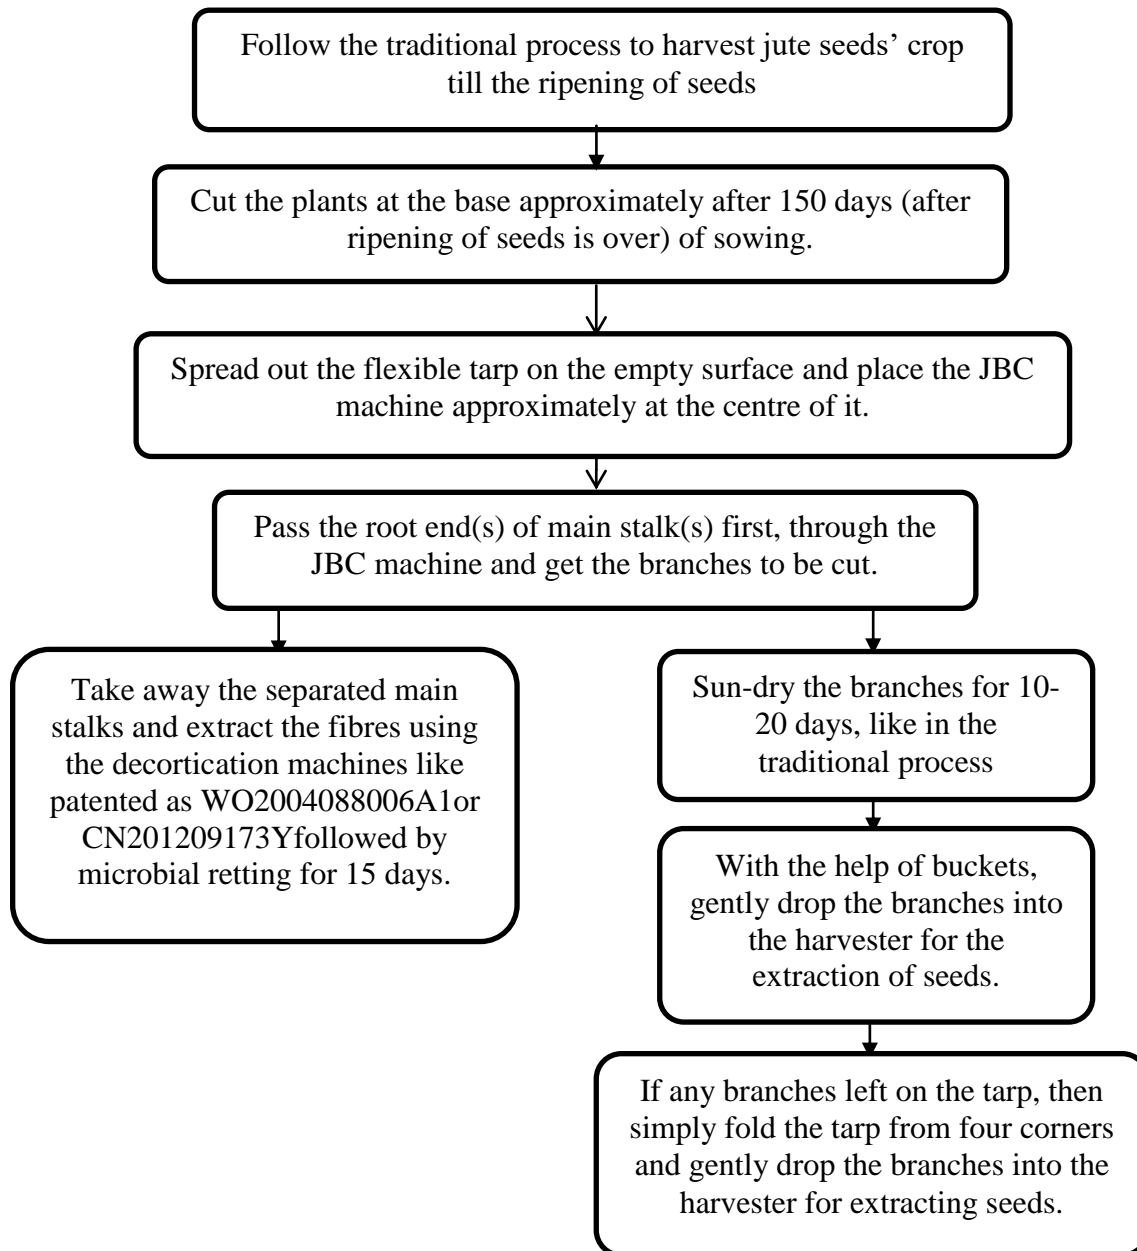 Follow the traditional process to harvest jute seeds’ crop
till the ripening of seeds
Cut the plants at the base approximately after 150 days (after
ripening of seeds is over) of sowing.
Spread out the flexible tarp on the empty surface and place the JBC
machine approximately at the centre of it.
Pass the root end(s) of main stalk(s) first, through the
JBC machine and get the branches to be cut.
Take away the separated main
stalks and extract the fibres using
the decortication machines like
patented as WO2004088006A1or
CN201209173Yfollowed by
microbial retting for 15 days.
Sun-dry the branches for 10-
20 days, like in the
traditional process
With the help of buckets,
gently drop the branches into
the harvester for the
extraction of seeds.
If any branches left on the tarp, then
simply fold the tarp from four corners
and gently drop the branches into the
harvester for extracting seeds.